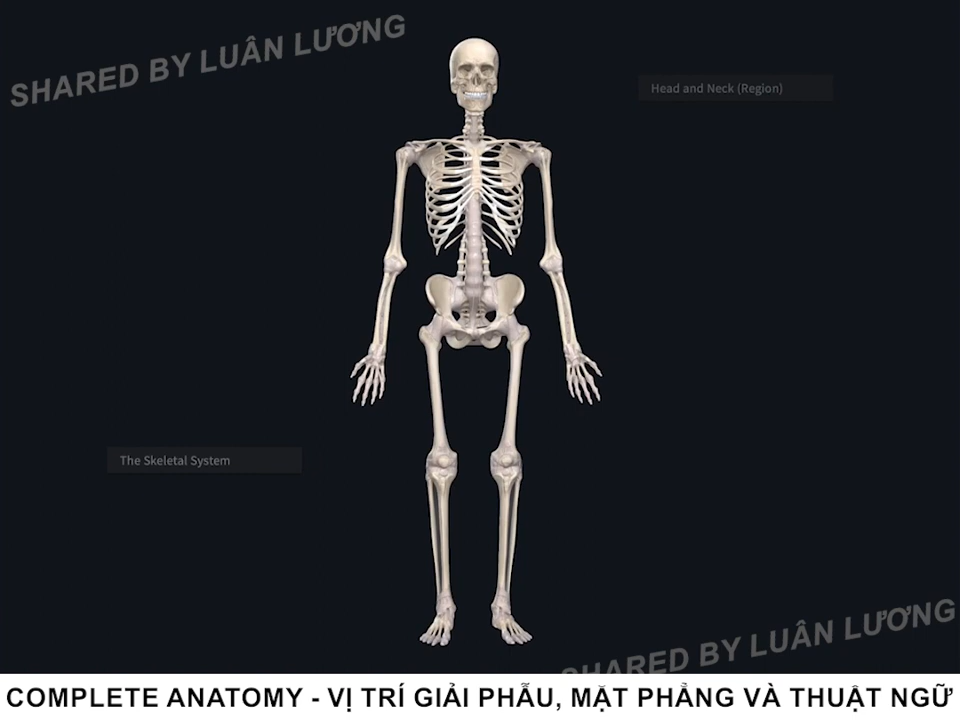 SHARED BY LUÂN LƯƠNG
Head and Neck (Region)
The Skeletal System
SHARED BY LUÂN LƯƠNG
COMPLETE ANATOMY - VỊ TRÍ GIẢI PHẪU, MẶT PHẲNG VÀ THUẬT NGỮ